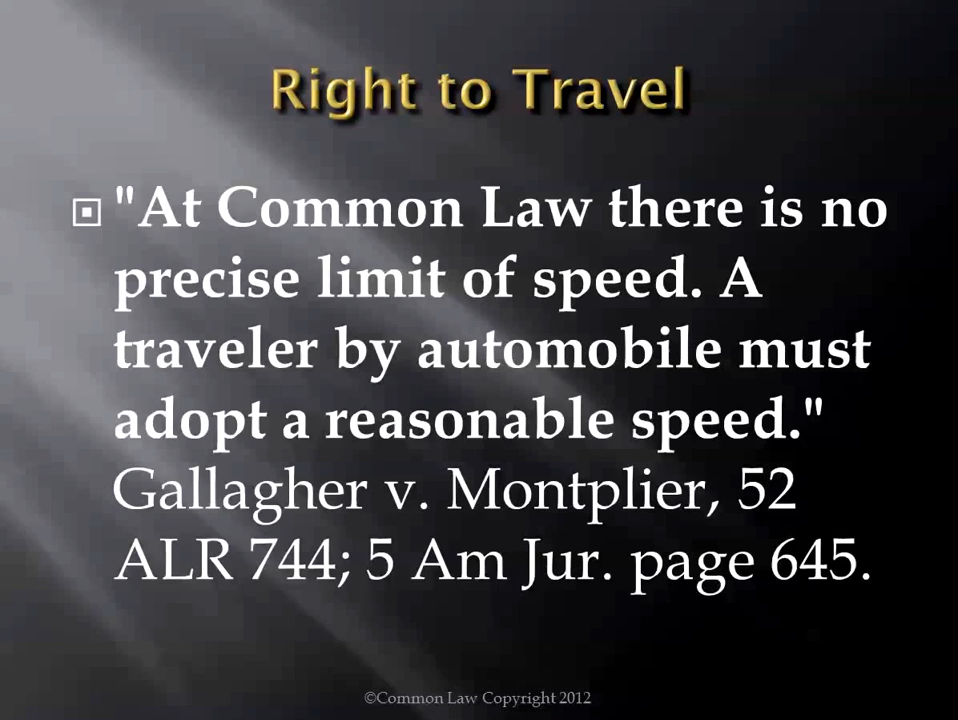 Right to Travel
"At Common Law there is no
precise limit of speed. A
traveler by automobile must
adopt a reasonable speed."
Gallagher v. Montplier, 52
ALR 744; 5 Am Jur. page 645.
©Common Law Copyright 2012